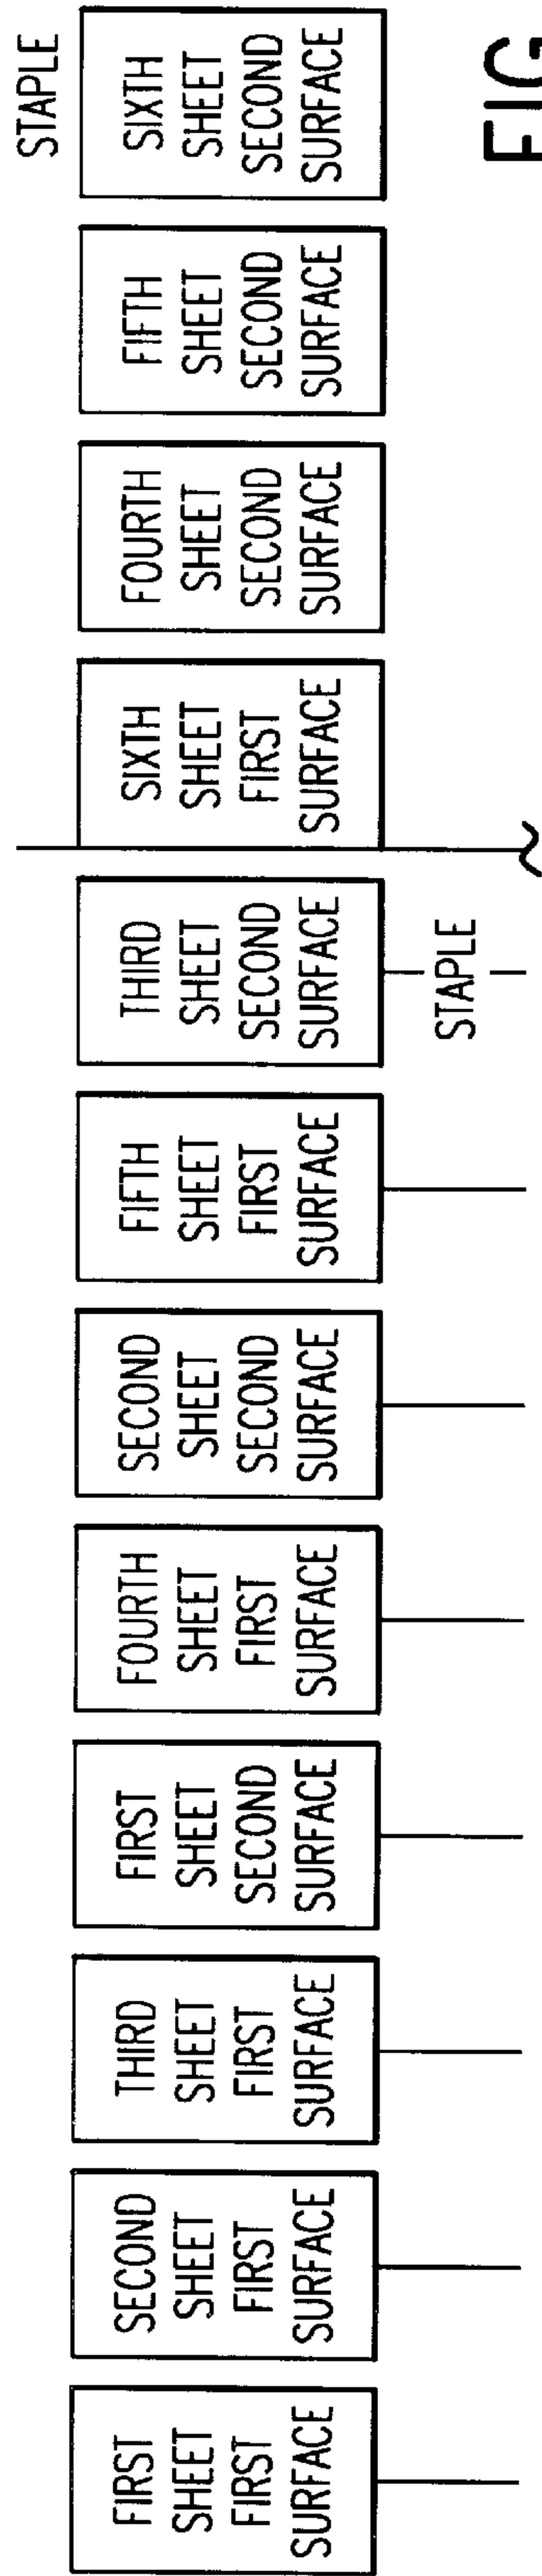 FIRST
SHEET
FIRST
SURFACE
SECOND
SHEET
FIRST
SURFACE
THIRD
SHEET
FIRST
SURFACE
FIRST
SHEET
SECOND
SURFACE
FOURTH
SHEET
FIRST
SURFACE
SECOND
SHEET
SECOND
SURFACE
FIFTH
SHEET
FIRST
SURFACE
THIRD
SHEET
SECOND
SURFACE
STAPLE
SIXTH
SHEET
FIRST
SURFACE
FOURTH
SHEET
SECOND
SURFACE
FIFTH
SHEET
SECOND
SURFACE
STAPLE
SIXTH
SHEET
SECOND
SURFACE
FIG